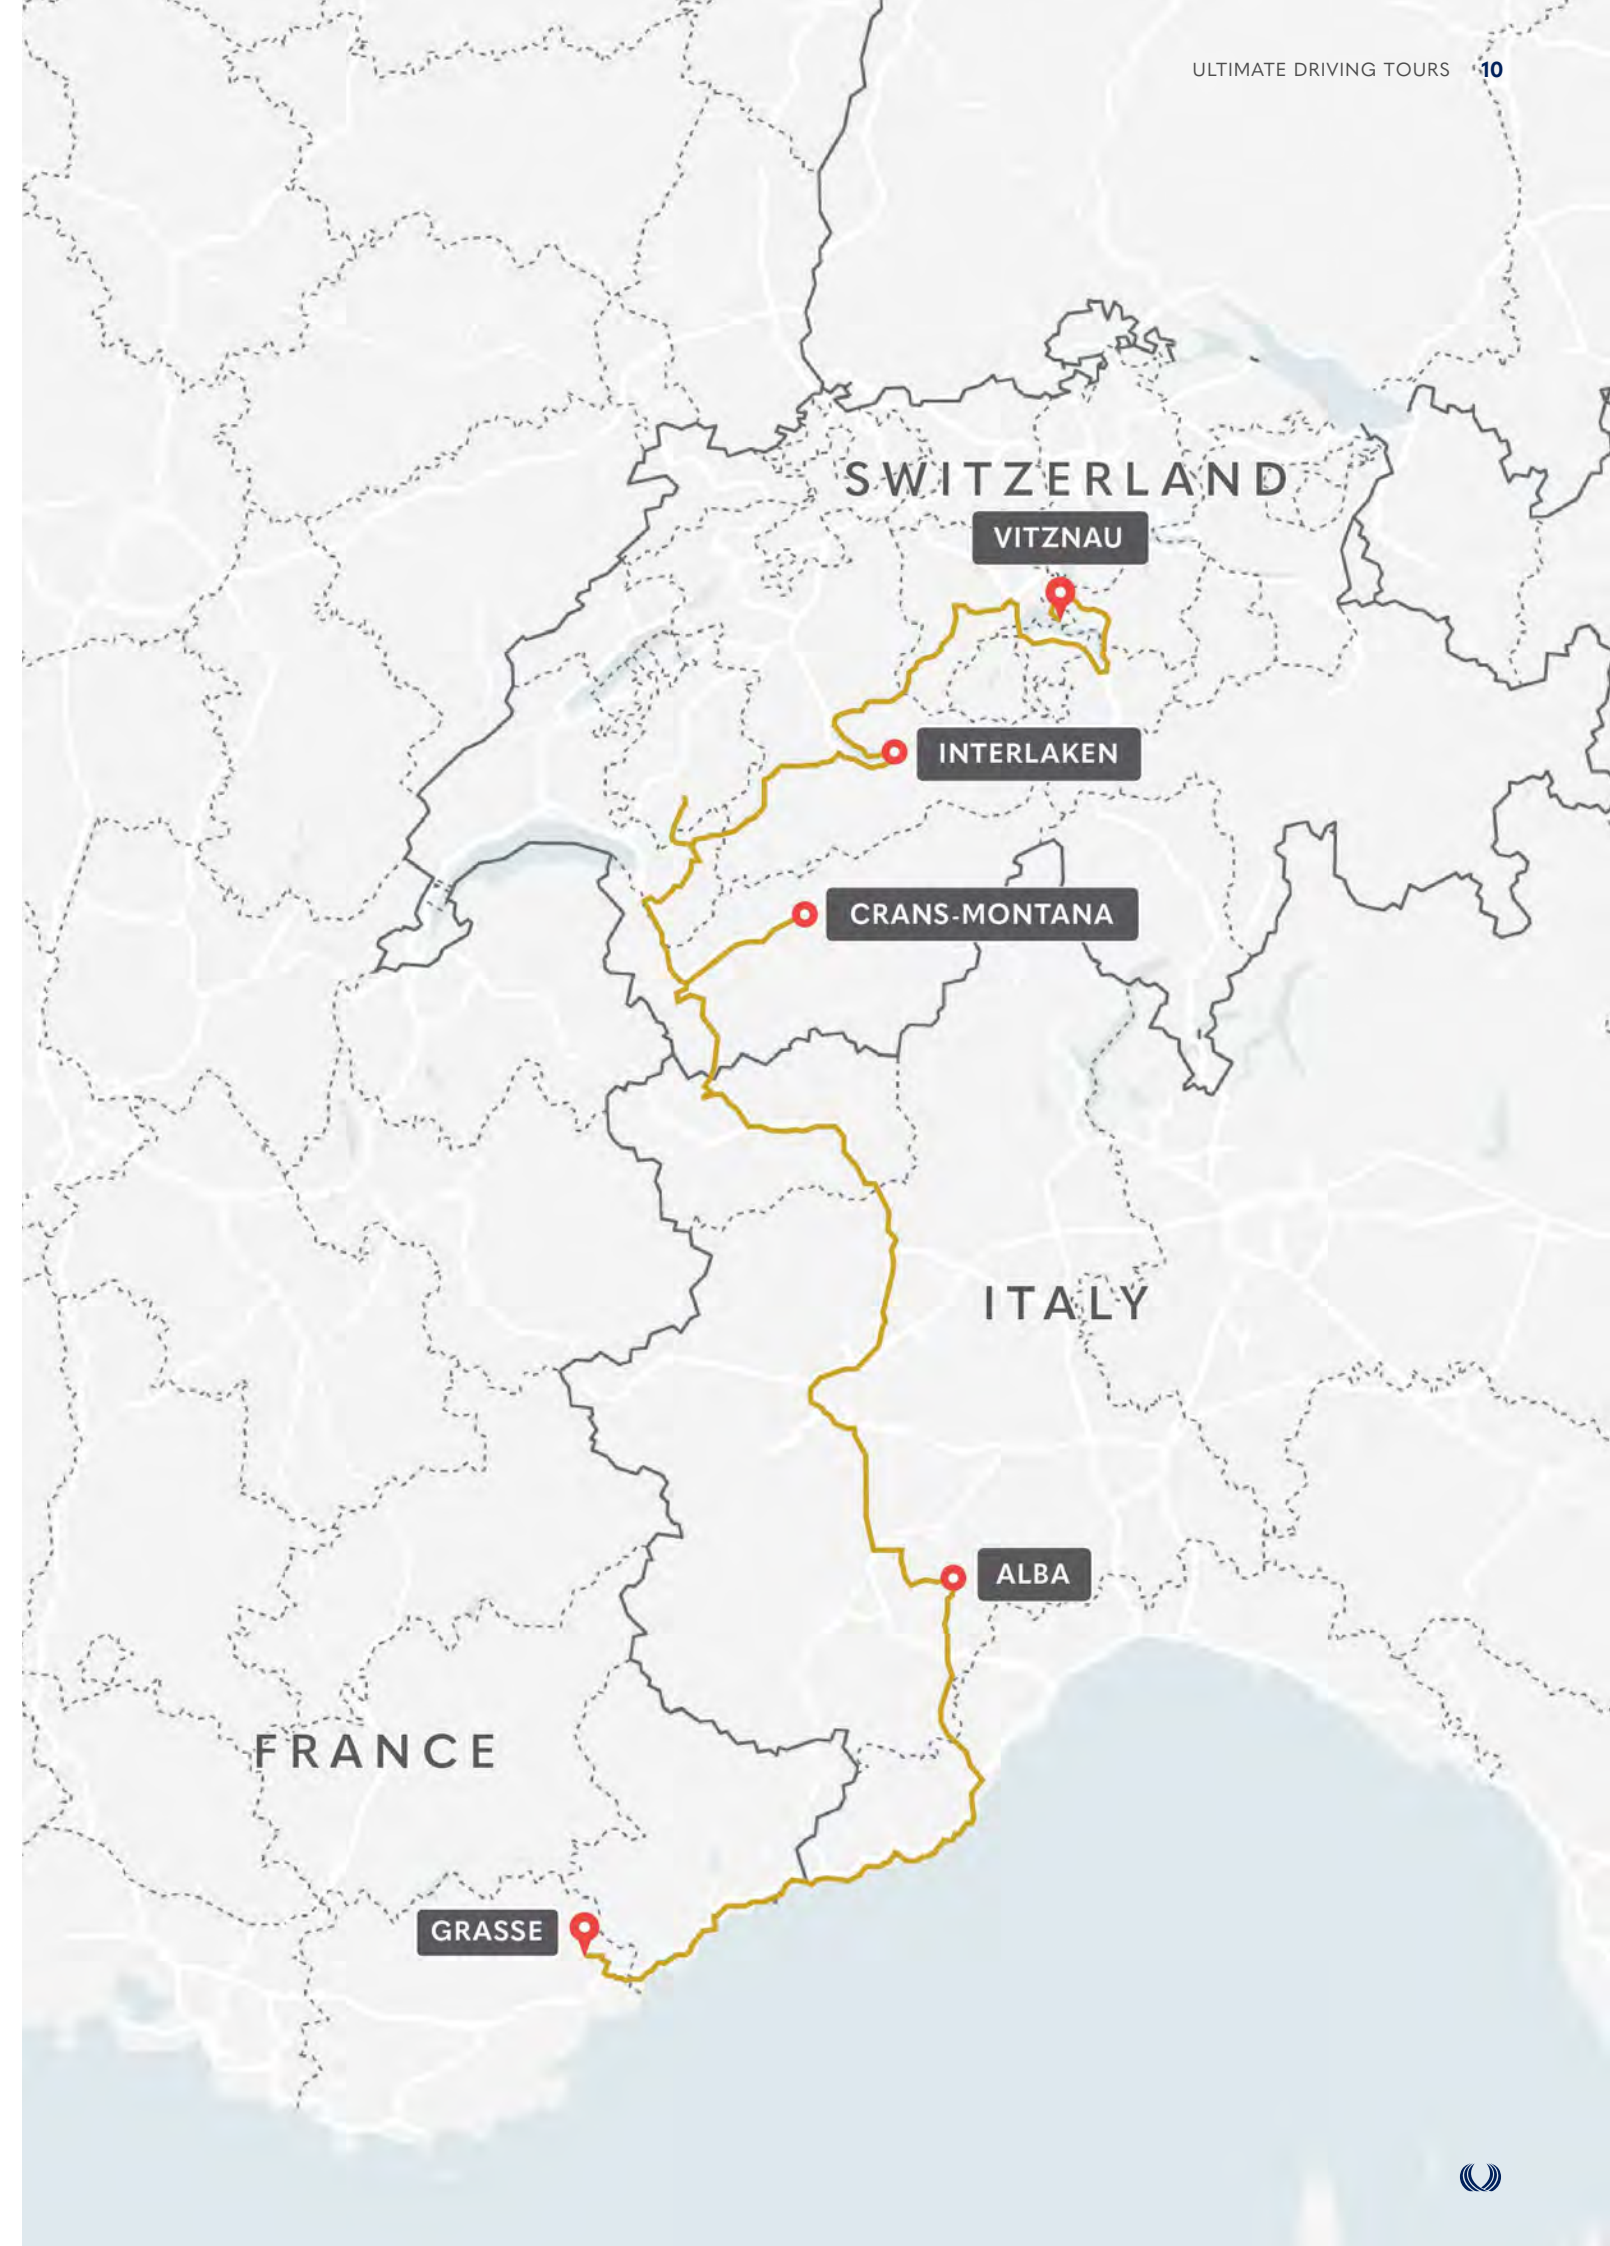 ULTIMATE DRIVING TOURS 10
SWITZERLAND
VITZNAU
INTERLAKEN
CRANS-MONTANA
ITALY
ALBA
FRANCE
GRASSE